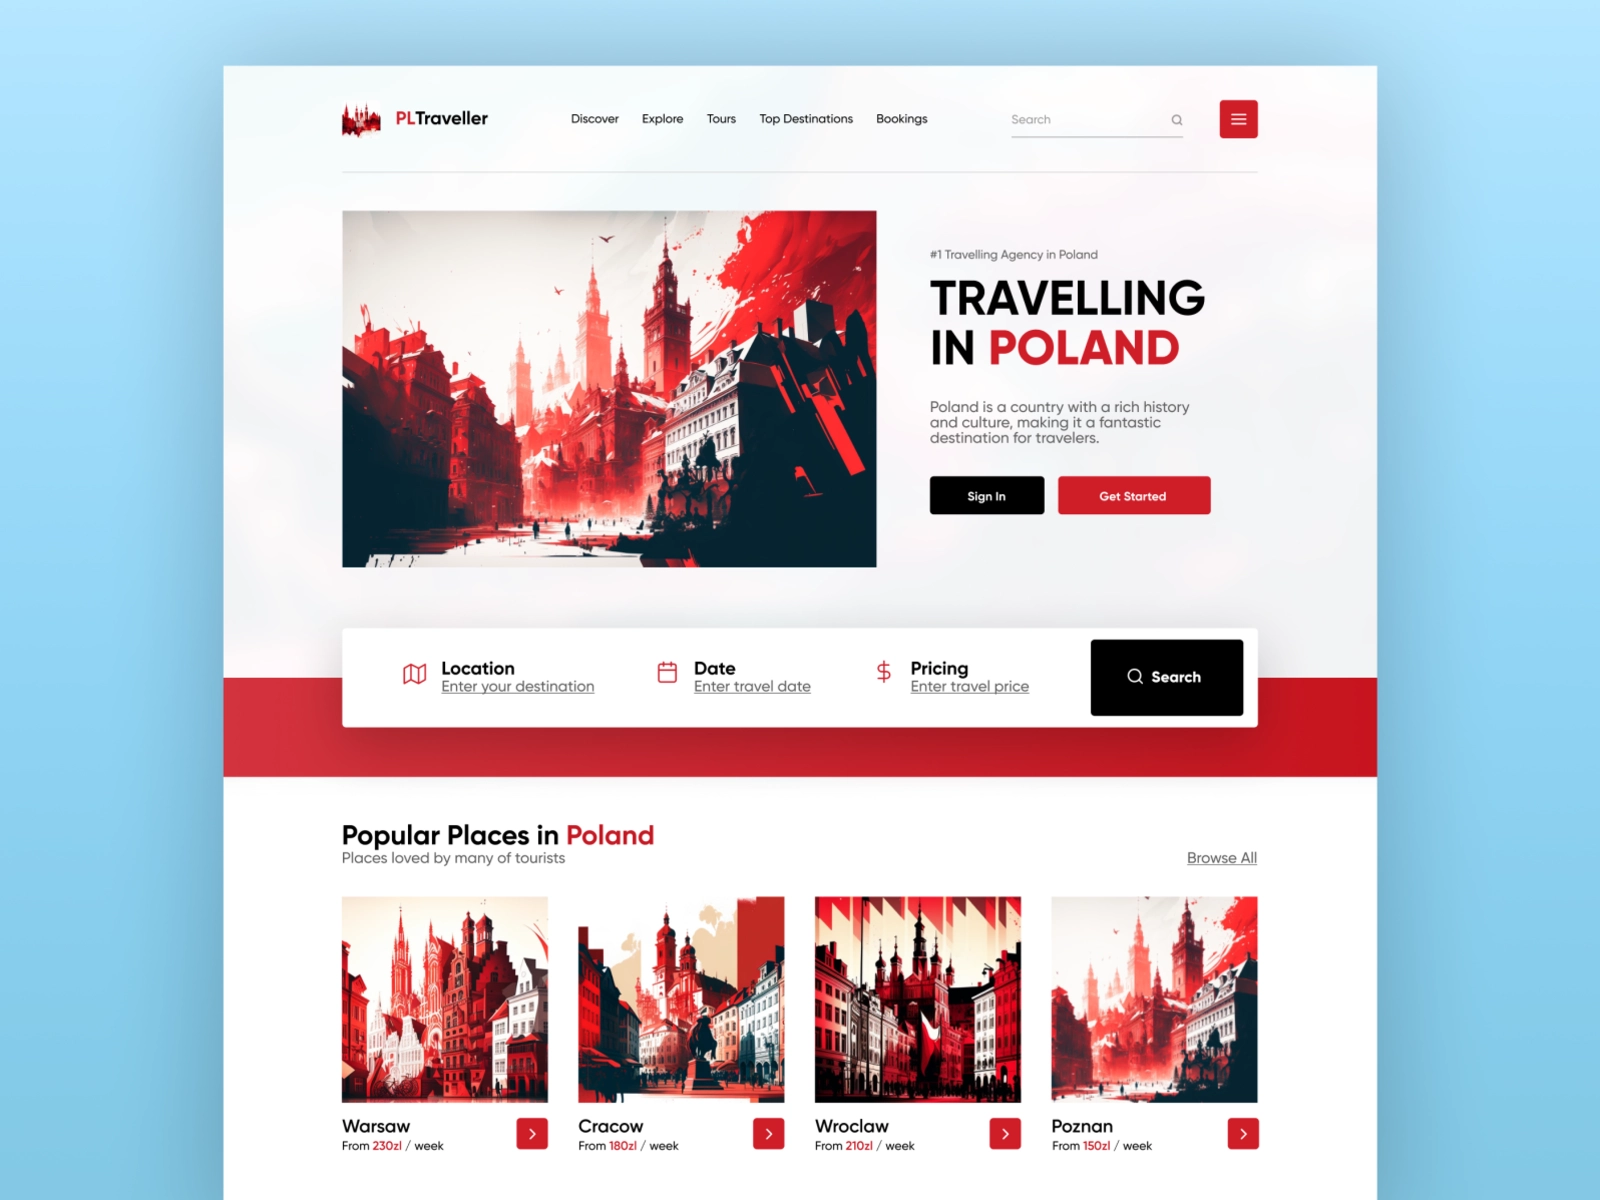 PLTraveller
Discover
Explore
Tours
Top Destinations
Bookings
Search
#1 Travelling Agency in Poland
TRAVELLING
IN POLAND
Poland is a country with a rich history
and culture, making it a fantastic
destination for travelers.
Sign In
Get Started
Location
Enter your destination
Date
Enter travel date
Pricing
Enter travel price
Search
Popular Places in Poland
Places loved by many of tourists
Browse All
Warsaw
From 230zl / week
Cracow
From 180zl / week
Wroclaw
From 210zl / week
Poznan
From 150zl / week